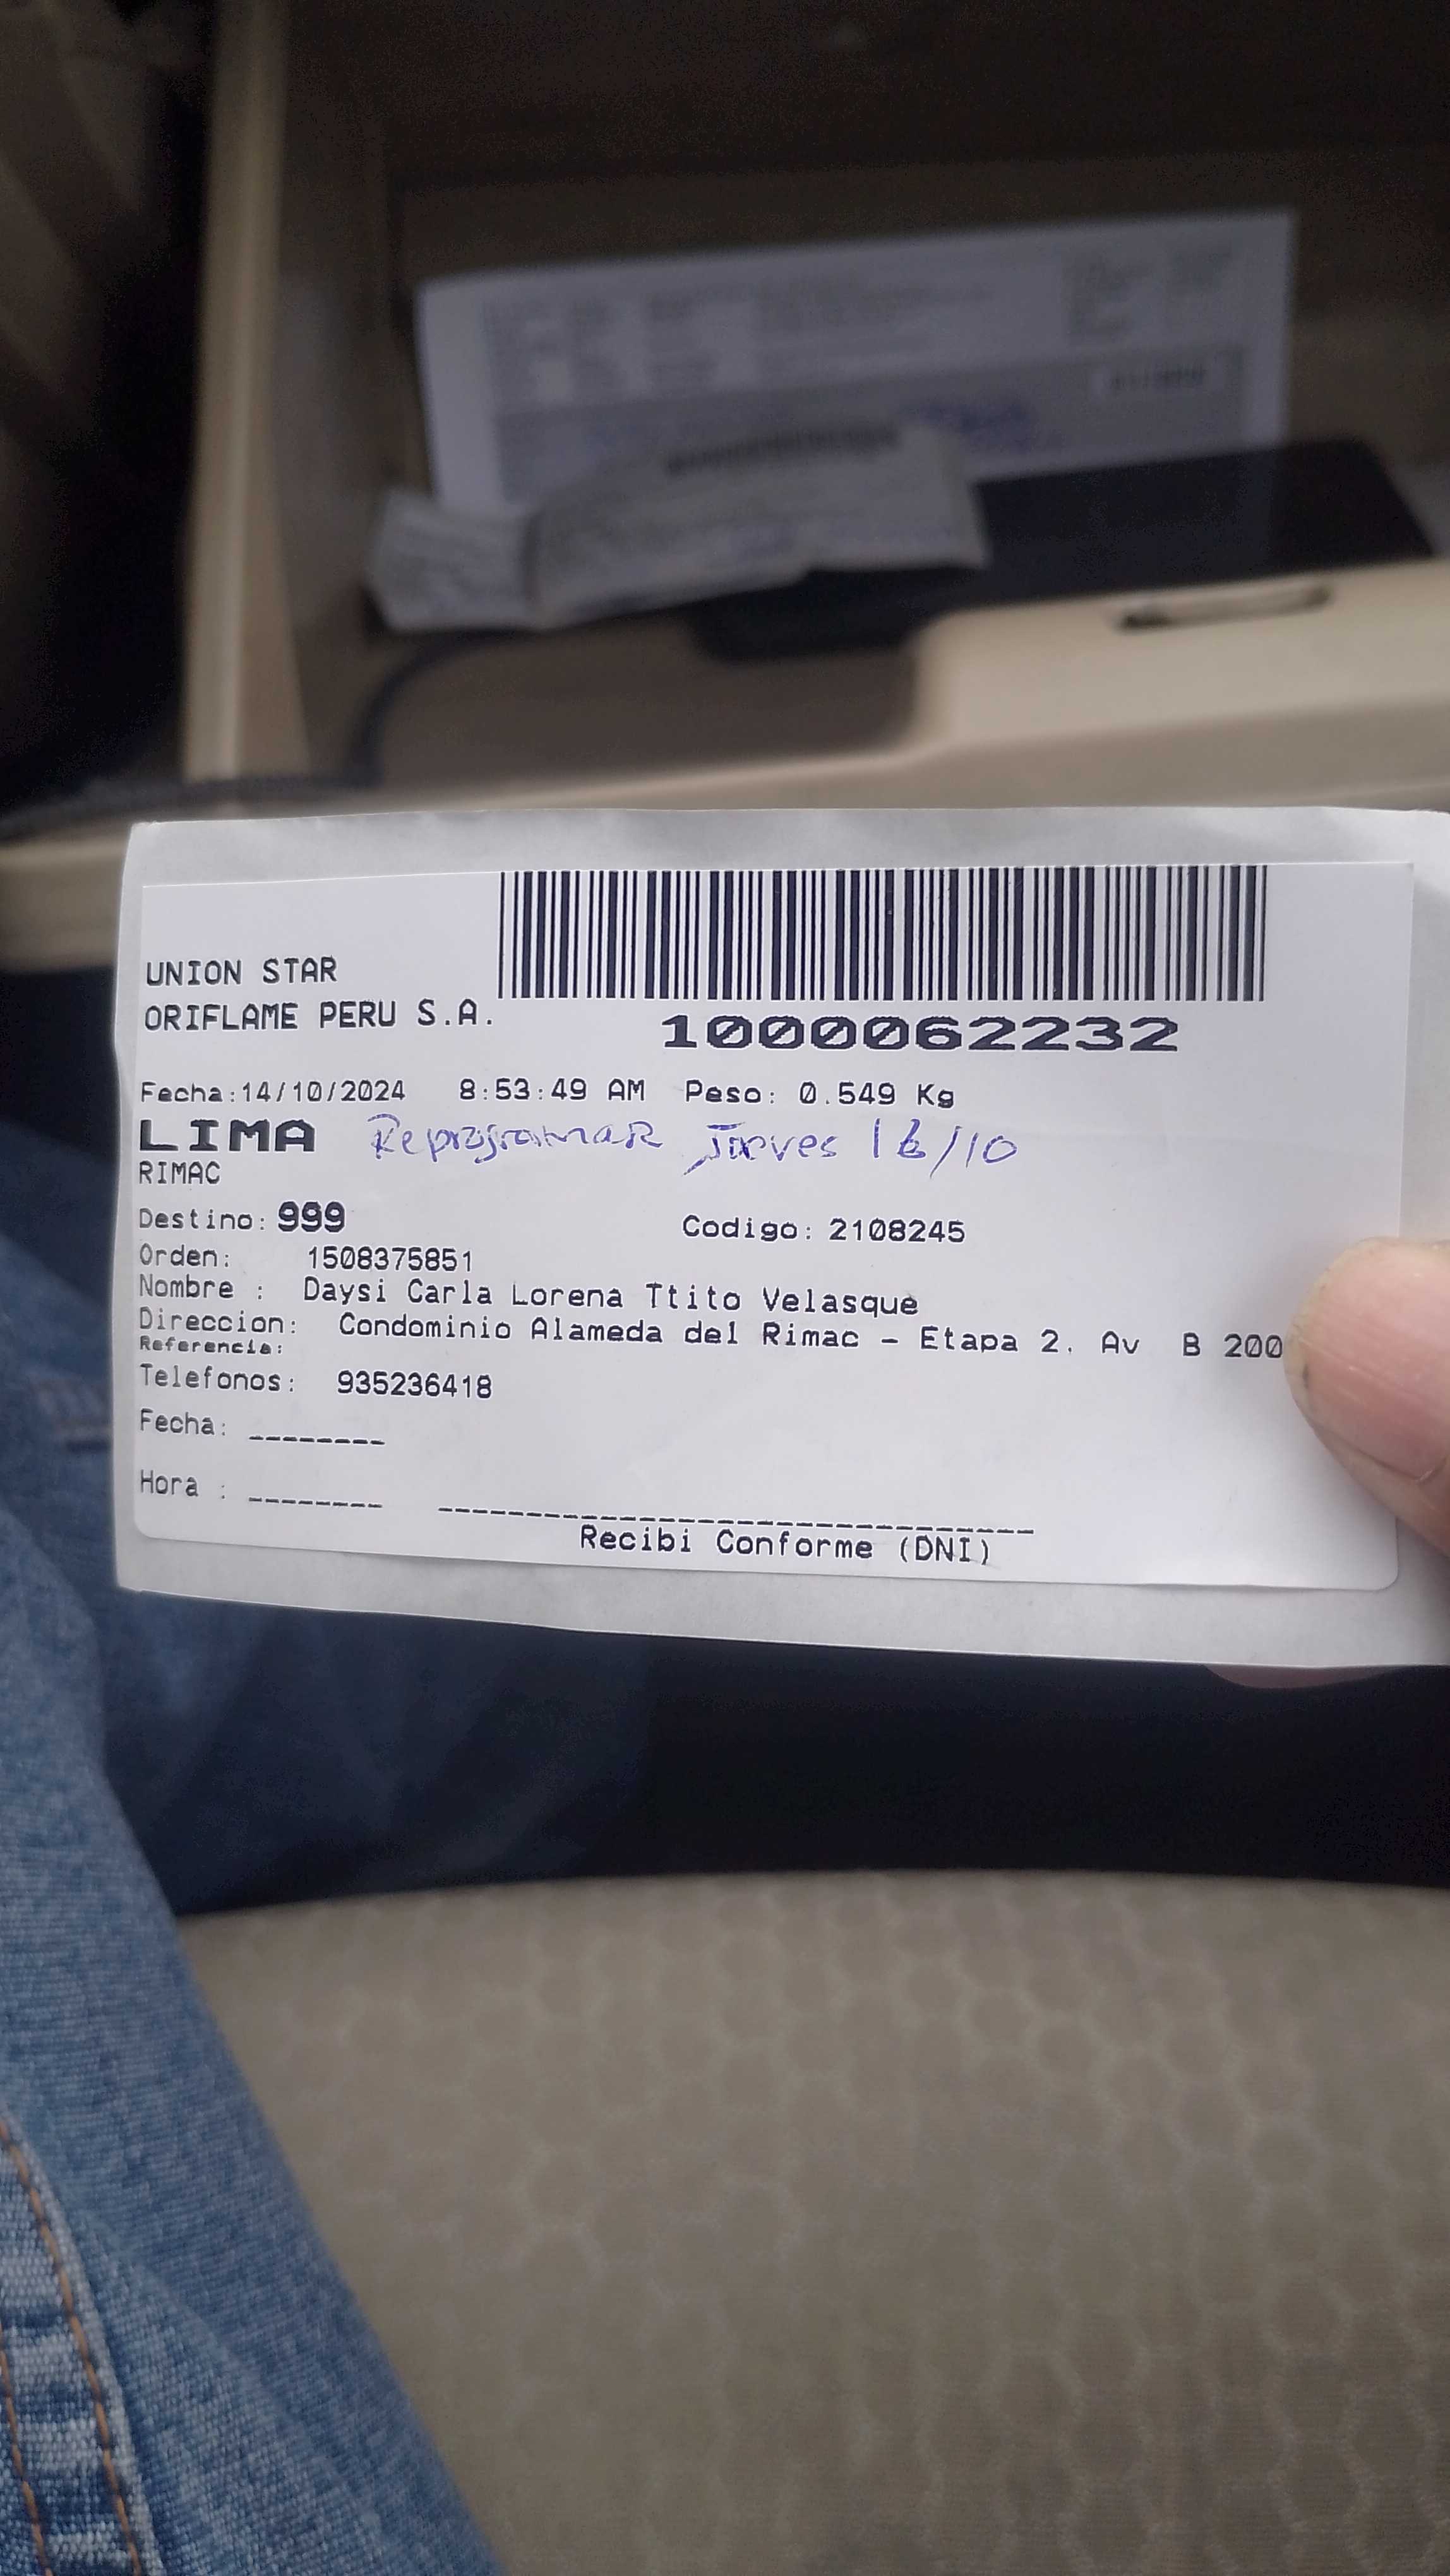 UNION STAR
ORIFLAME PERU S.A.
1000062232
Fecha:14/10/2024 8:53:49 AM Peso: 0.549 Kg
LIMA Reprogramar Jueves 16/10
RIMAC
Destino: 999 Codigo: 2108245
Orden: 1508375851
Nombre : Daysi Carla Lorena Ttito Velasque
Direccion: Condominio Alameda del Rimac - Etapa 2. Av B 200
Referencia:
Telefonos: 935236418
Fecha: --------
Hora : --------
Recibi Conforme (DNI)